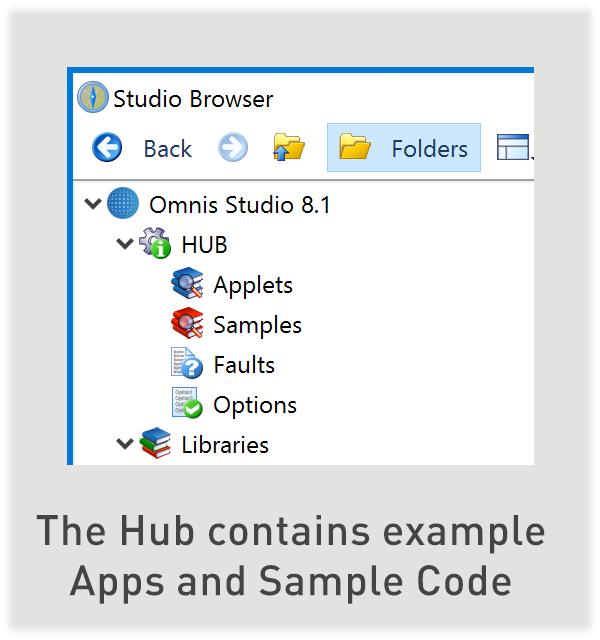 Studio Browser
Back Folders
Omnis Studio 8.1
HUB
Applets
Samples
Faults
Options
Libraries
The Hub contains example
Apps and Sample Code